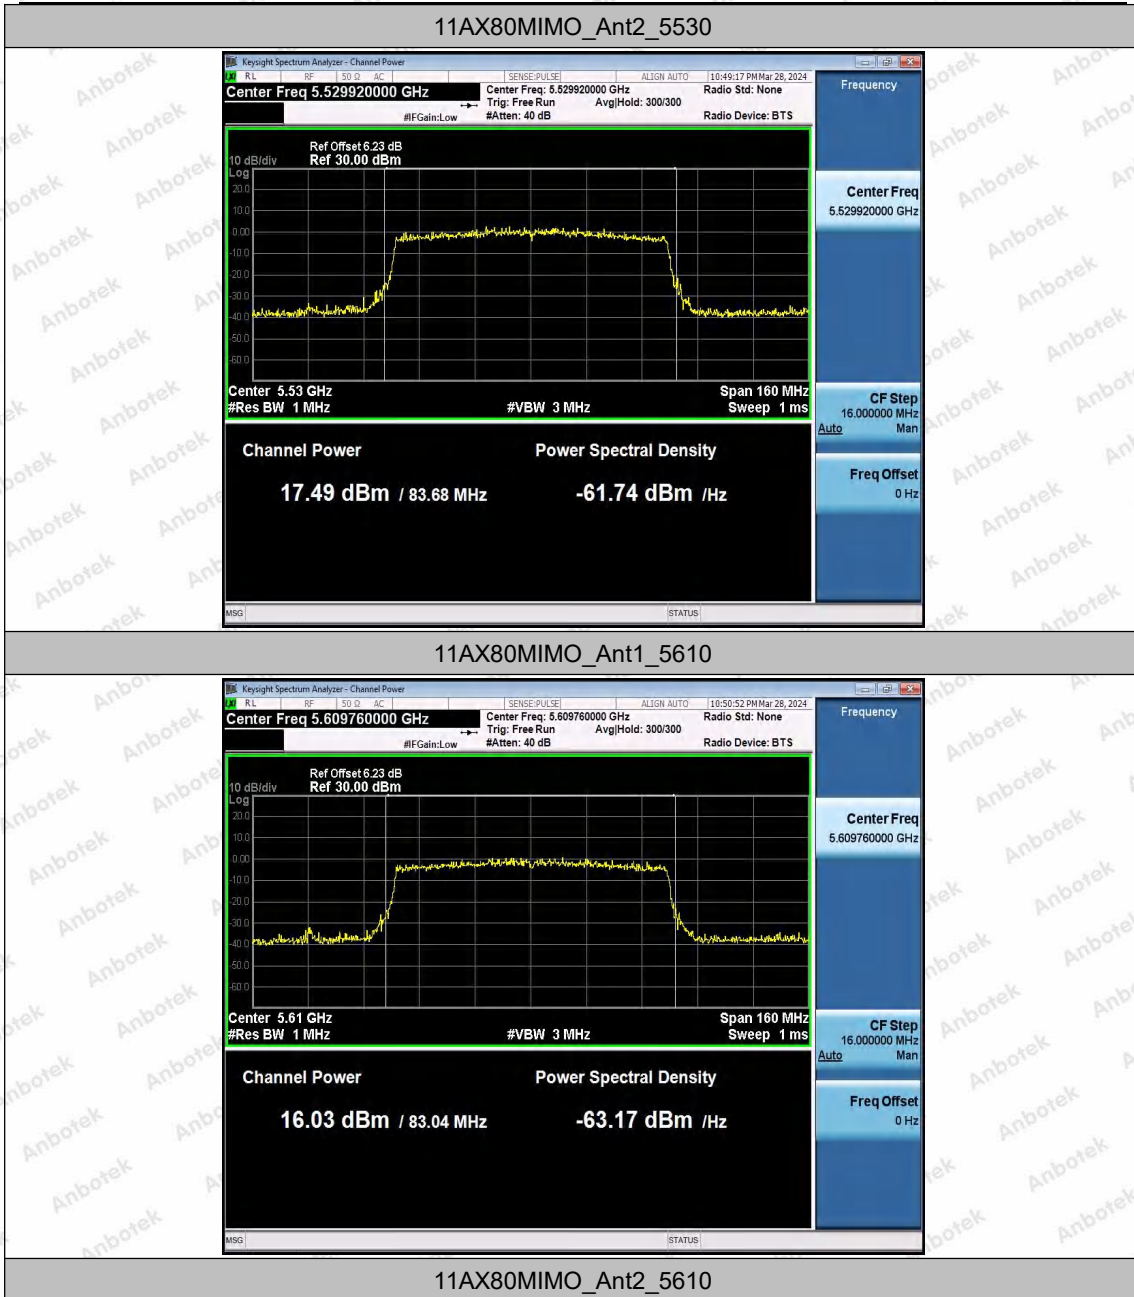 11AX80MIMO_Ant2_5530
Keysight Spectrum Analyzer - Channel Power
LXI RL RF 50 Ω AC SENSE:PULSE ALIGN AUTO 10:49:17 PM Mar 28, 2024
Center Freq 5.529920000 GHz Center Freq: 5.529920000 GHz Radio Std: None
Trig: Free Run Avg|Hold: 300/300
#IFGain:Low #Atten: 40 dB Radio Device: BTS
Frequency
Ref Offset 6.23 dB
10 dB/div Ref 30.00 dBm
Log
20.0
10.0
0.00
-10.0
-20.0
-30.0
-40.0
-50.0
-60.0
Center 5.53 GHz Span 160 MHz
#Res BW 1 MHz #VBW 3 MHz Sweep 1 ms
Channel Power Power Spectral Density
17.49 dBm / 83.68 MHz -61.74 dBm /Hz
Center Freq
5.529920000 GHz
CF Step
16.000000 MHz
Auto Man
Freq Offset
0 Hz
MSG STATUS
11AX80MIMO_Ant1_5610
Keysight Spectrum Analyzer - Channel Power
LXI RL RF 50 Ω AC SENSE:PULSE ALIGN AUTO 10:50:52 PM Mar 28, 2024
Center Freq 5.609760000 GHz Center Freq: 5.609760000 GHz Radio Std: None
Trig: Free Run Avg|Hold: 300/300
#IFGain:Low #Atten: 40 dB Radio Device: BTS
Frequency
Ref Offset 6.23 dB
10 dB/div Ref 30.00 dBm
Log
20.0
10.0
0.00
-10.0
-20.0
-30.0
-40.0
-50.0
-60.0
Center 5.61 GHz Span 160 MHz
#Res BW 1 MHz #VBW 3 MHz Sweep 1 ms
Channel Power Power Spectral Density
16.03 dBm / 83.04 MHz -63.17 dBm /Hz
Center Freq
5.609760000 GHz
CF Step
16.000000 MHz
Auto Man
Freq Offset
0 Hz
MSG STATUS
11AX80MIMO_Ant2_5610
Anbotek